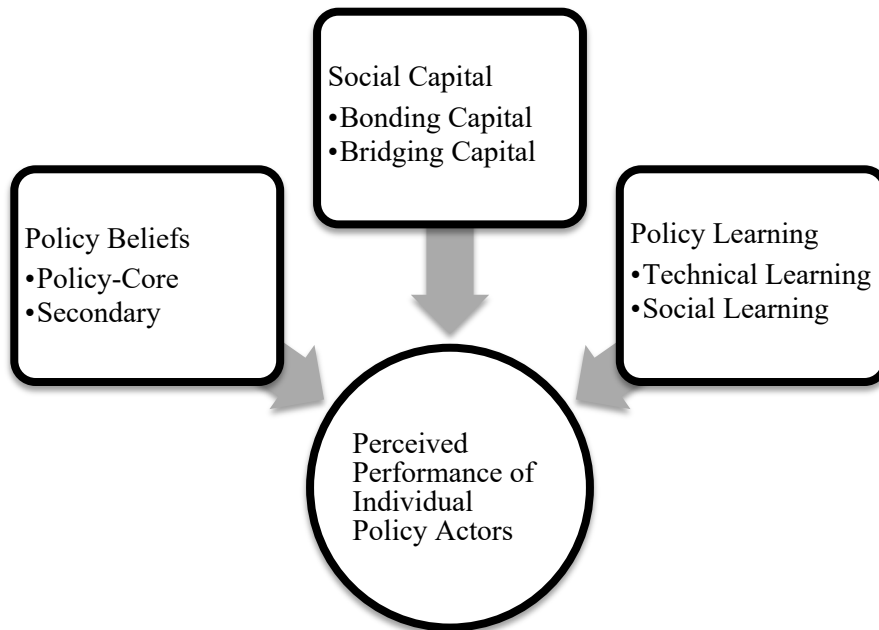 Social Capital
•Bonding Capital
•Bridging Capital
Policy Beliefs
•Policy-Core
•Secondary
Policy Learning
•Technical Learning
•Social Learning
Perceived
Performance of
Individual
Policy Actors